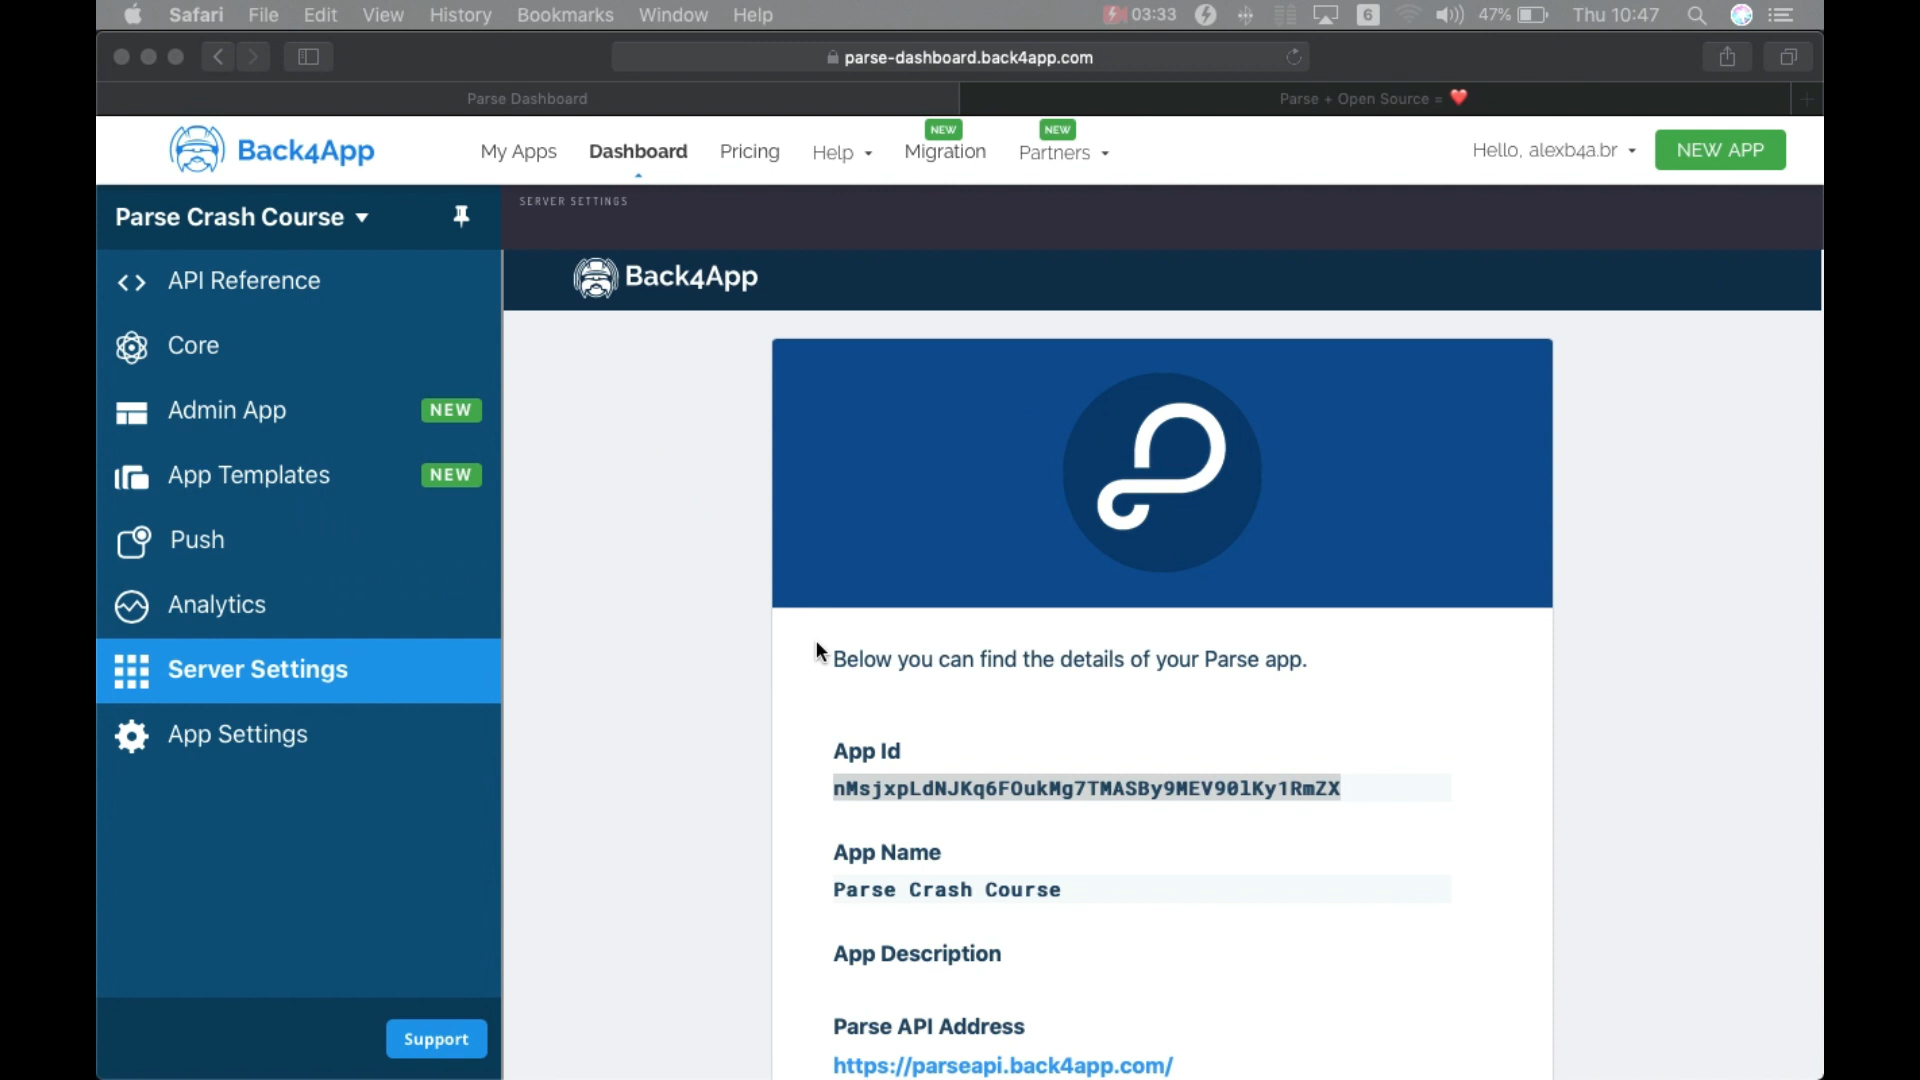 Safari File Edit View History Bookmarks Window Help 03:33 6 47% Thu 10:47
parse-dashboard.back4app.com
Parse Dashboard
Parse + Open Source = ❤️
Back4App
My Apps Dashboard Pricing Help NEW Migration NEW Partners Hello, alexb4a.br NEW APP
Parse Crash Course
API Reference
Core
Admin App NEW
App Templates NEW
Push
Analytics
Server Settings
App Settings
Support
SERVER SETTINGS
Back4App
Below you can find the details of your Parse app.
App Id
nMsjxpLdNJKq6FOukMg7TMASBy9MEV90lKy1RmZX
App Name
Parse Crash Course
App Description
Parse API Address
https://parseapi.back4app.com/